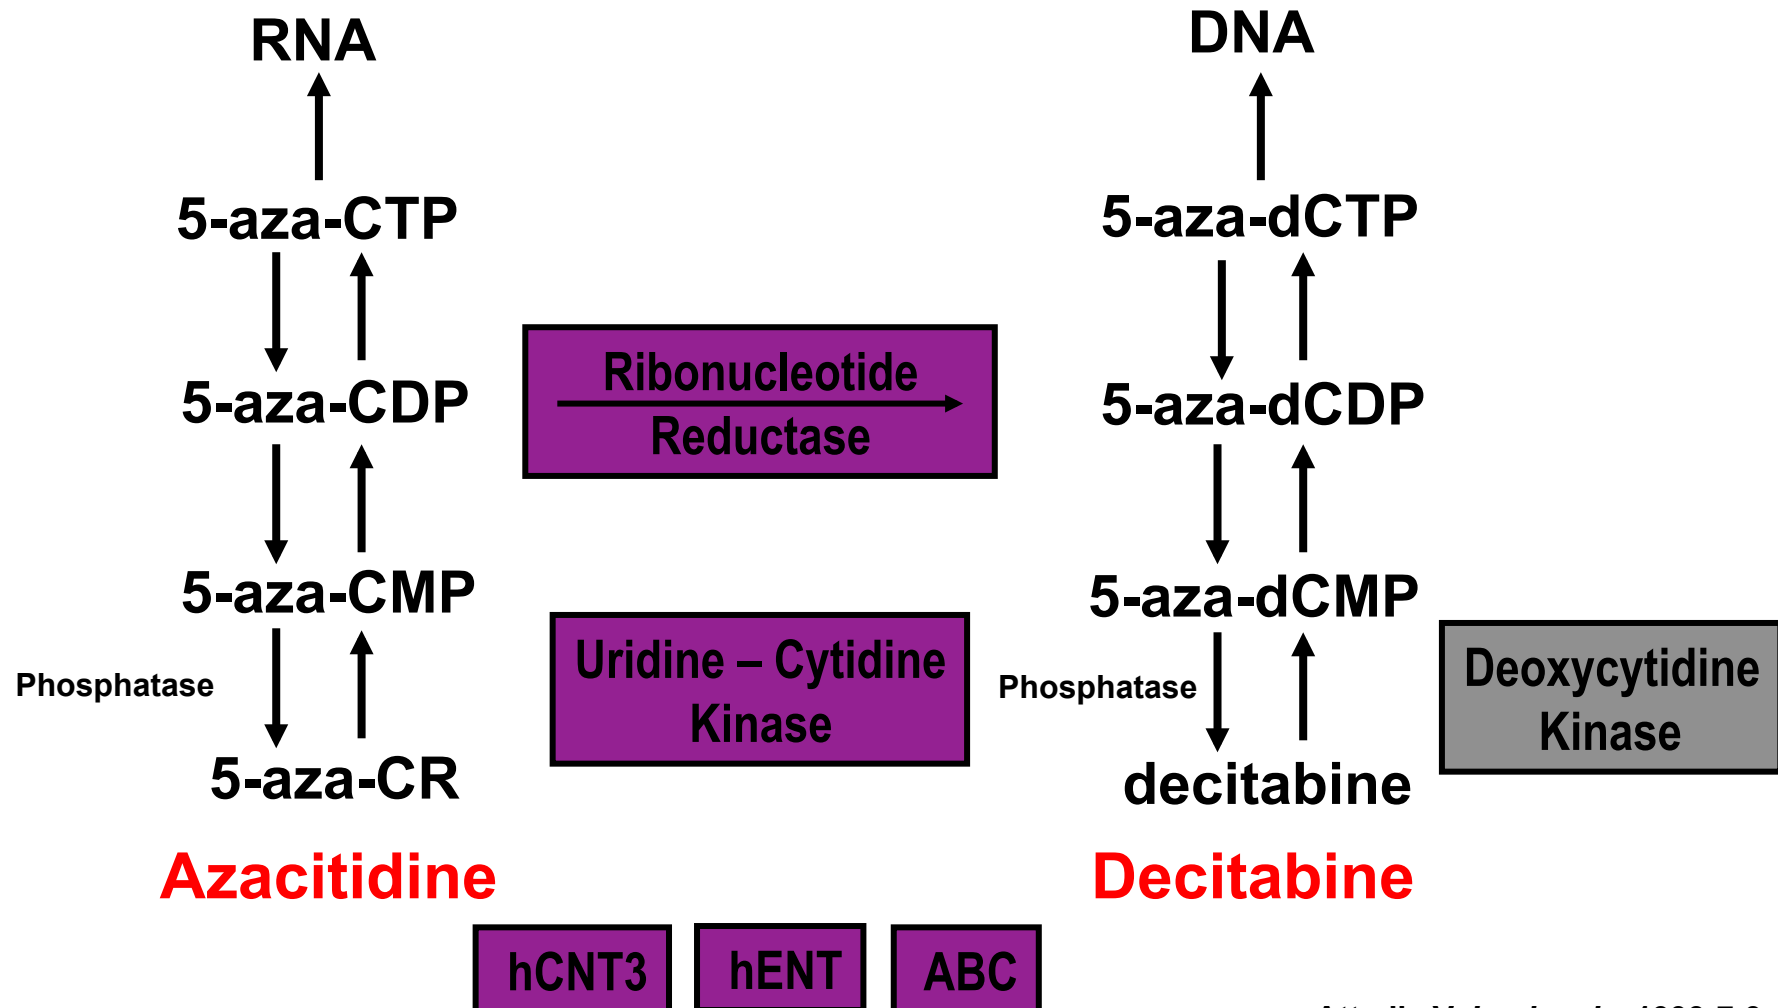 RNA
DNA
5-aza-CTP
5-aza-dCTP
Ribonucleotide
Reductase
5-aza-CDP
5-aza-dCDP
5-aza-CMP
5-aza-dCMP
Uridine – Cytidine
Kinase
Deoxycytidine
Kinase
Phosphatase
Phosphatase
5-aza-CR
decitabine
Azacitidine
Decitabine
hCNT3
hENT
ABC